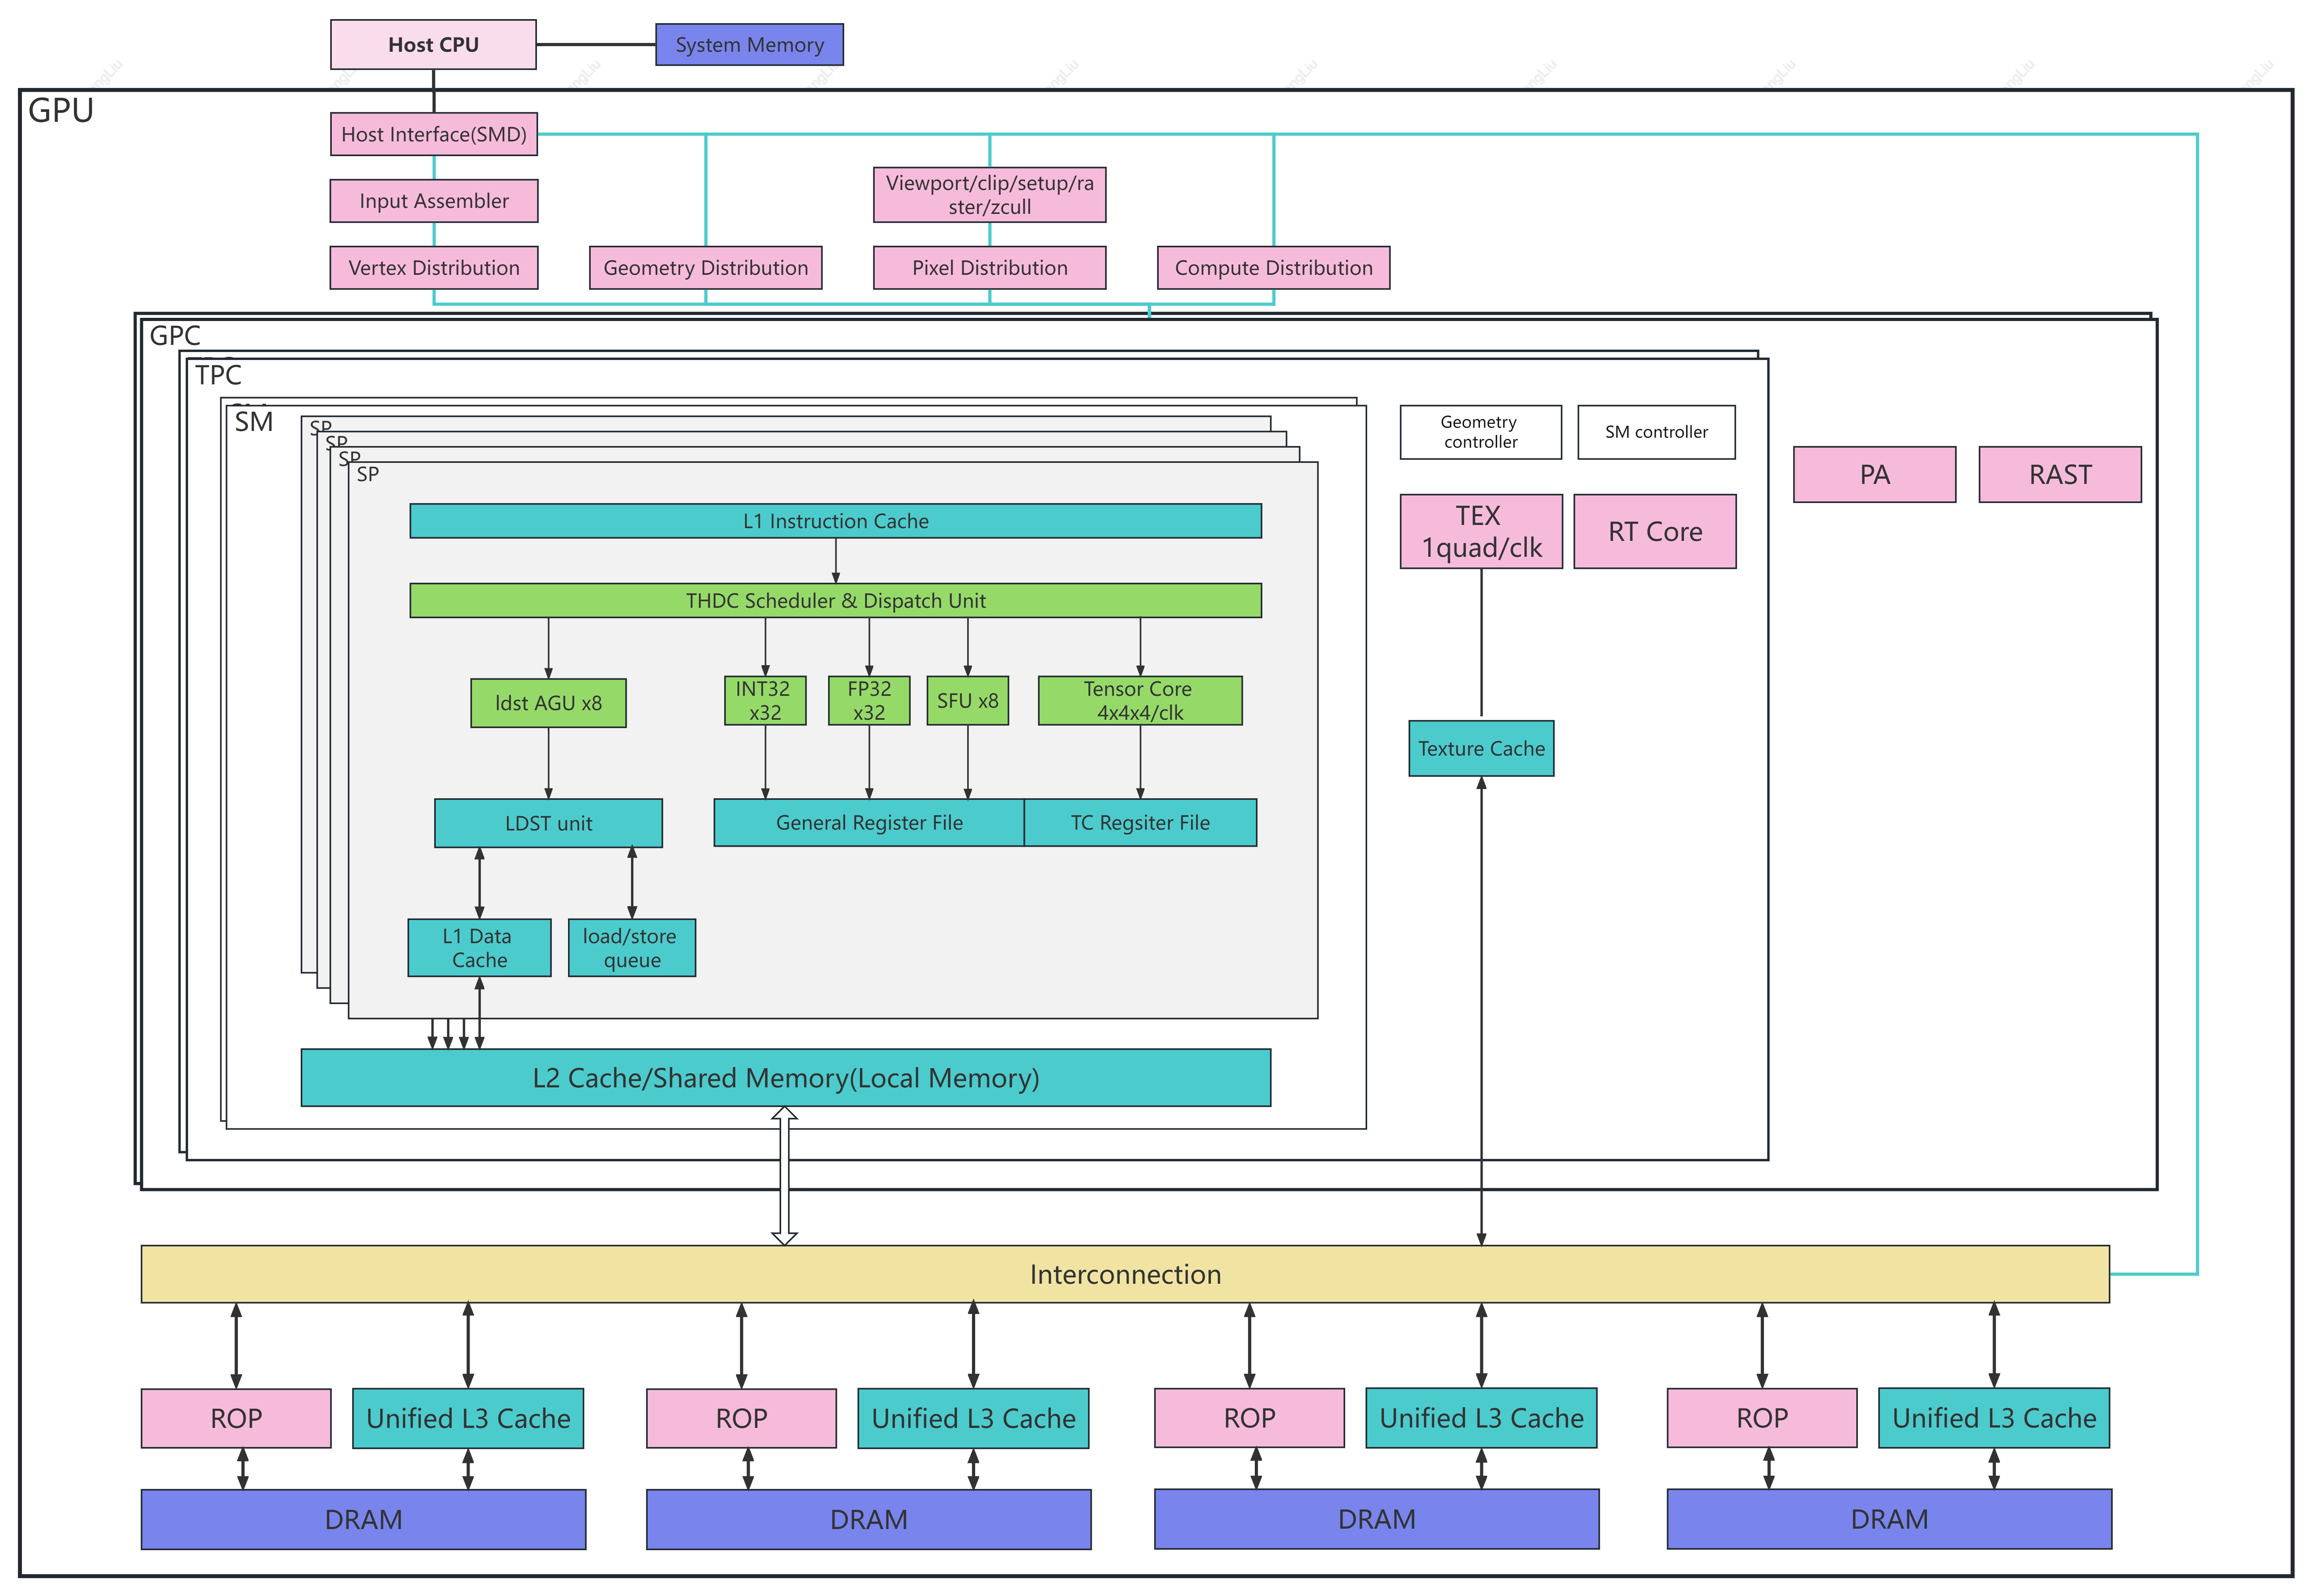 Host CPU
System Memory
GPU
Host Interface(SMD)
Input Assembler
Viewport/clip/setup/ra
ster/zcull
Vertex Distribution
Geometry Distribution
Pixel Distribution
Compute Distribution
GPC
TPC
SM
SP
SP
SP
SP
Geometry
controller
SM controller
PA
RAST
TEX
1quad/clk
RT Core
L1 Instruction Cache
THDC Scheduler & Dispatch Unit
ldst AGU x8
INT32
x32
FP32
x32
SFU x8
Tensor Core
4x4x4/clk
Texture Cache
LDST unit
General Register File
TC Regsiter File
L1 Data
Cache
load/store
queue
L2 Cache/Shared Memory(Local Memory)
Interconnection
ROP
Unified L3 Cache
ROP
Unified L3 Cache
ROP
Unified L3 Cache
ROP
Unified L3 Cache
DRAM
DRAM
DRAM
DRAM